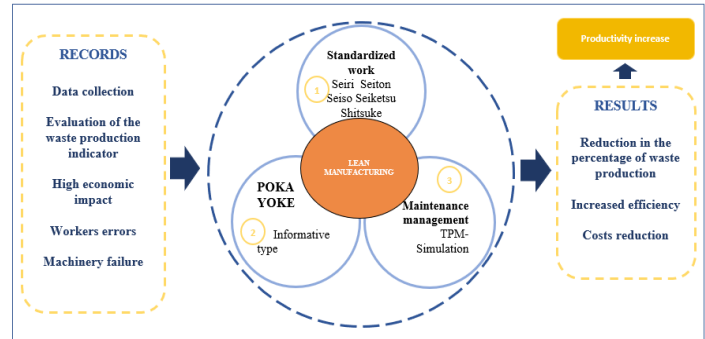 RECORDS
Data collection
Evaluation of the
waste production
indicator
High economic
impact
Workers errors
Machinery failure
Standardized
work
1
Seiri Seiton
Seiso Seiketsu
Shitsuke
LEAN
MANUFACTURING
POKA
YOKE
2
Informative
type
3
Maintenance
management
TPM-
Simulation
Productivity increase
RESULTS
Reduction in the
percentage of waste
production
Increased efficiency
Costs reduction